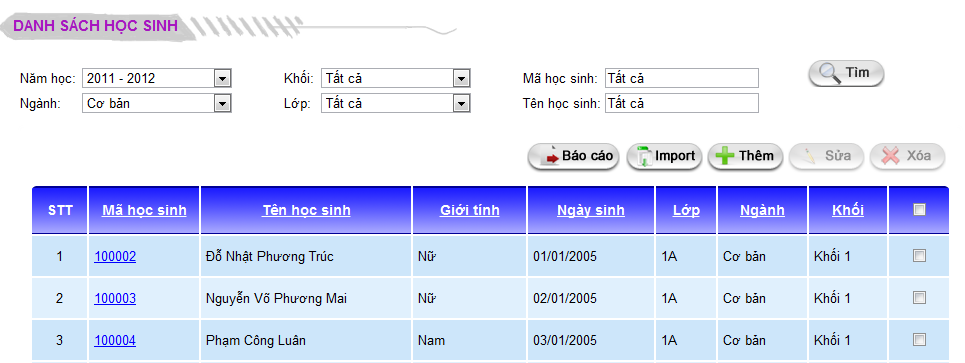 DANH SÁCH HỌC SINH
Năm học: 2011 - 2012 Khối: Tất cả Mã học sinh: Tất cả Tìm
Ngành: Cơ bản Lớp: Tất cả Tên học sinh: Tất cả
Báo cáo Import Thêm Sửa Xóa
STT Mã học sinh Tên học sinh Giới tính Ngày sinh Lớp Ngành Khối
1 100002 Đỗ Nhật Phương Trúc Nữ 01/01/2005 1A Cơ bản Khối 1
2 100003 Nguyễn Võ Phương Mai Nữ 02/01/2005 1A Cơ bản Khối 1
3 100004 Phạm Công Luân Nam 03/01/2005 1A Cơ bản Khối 1